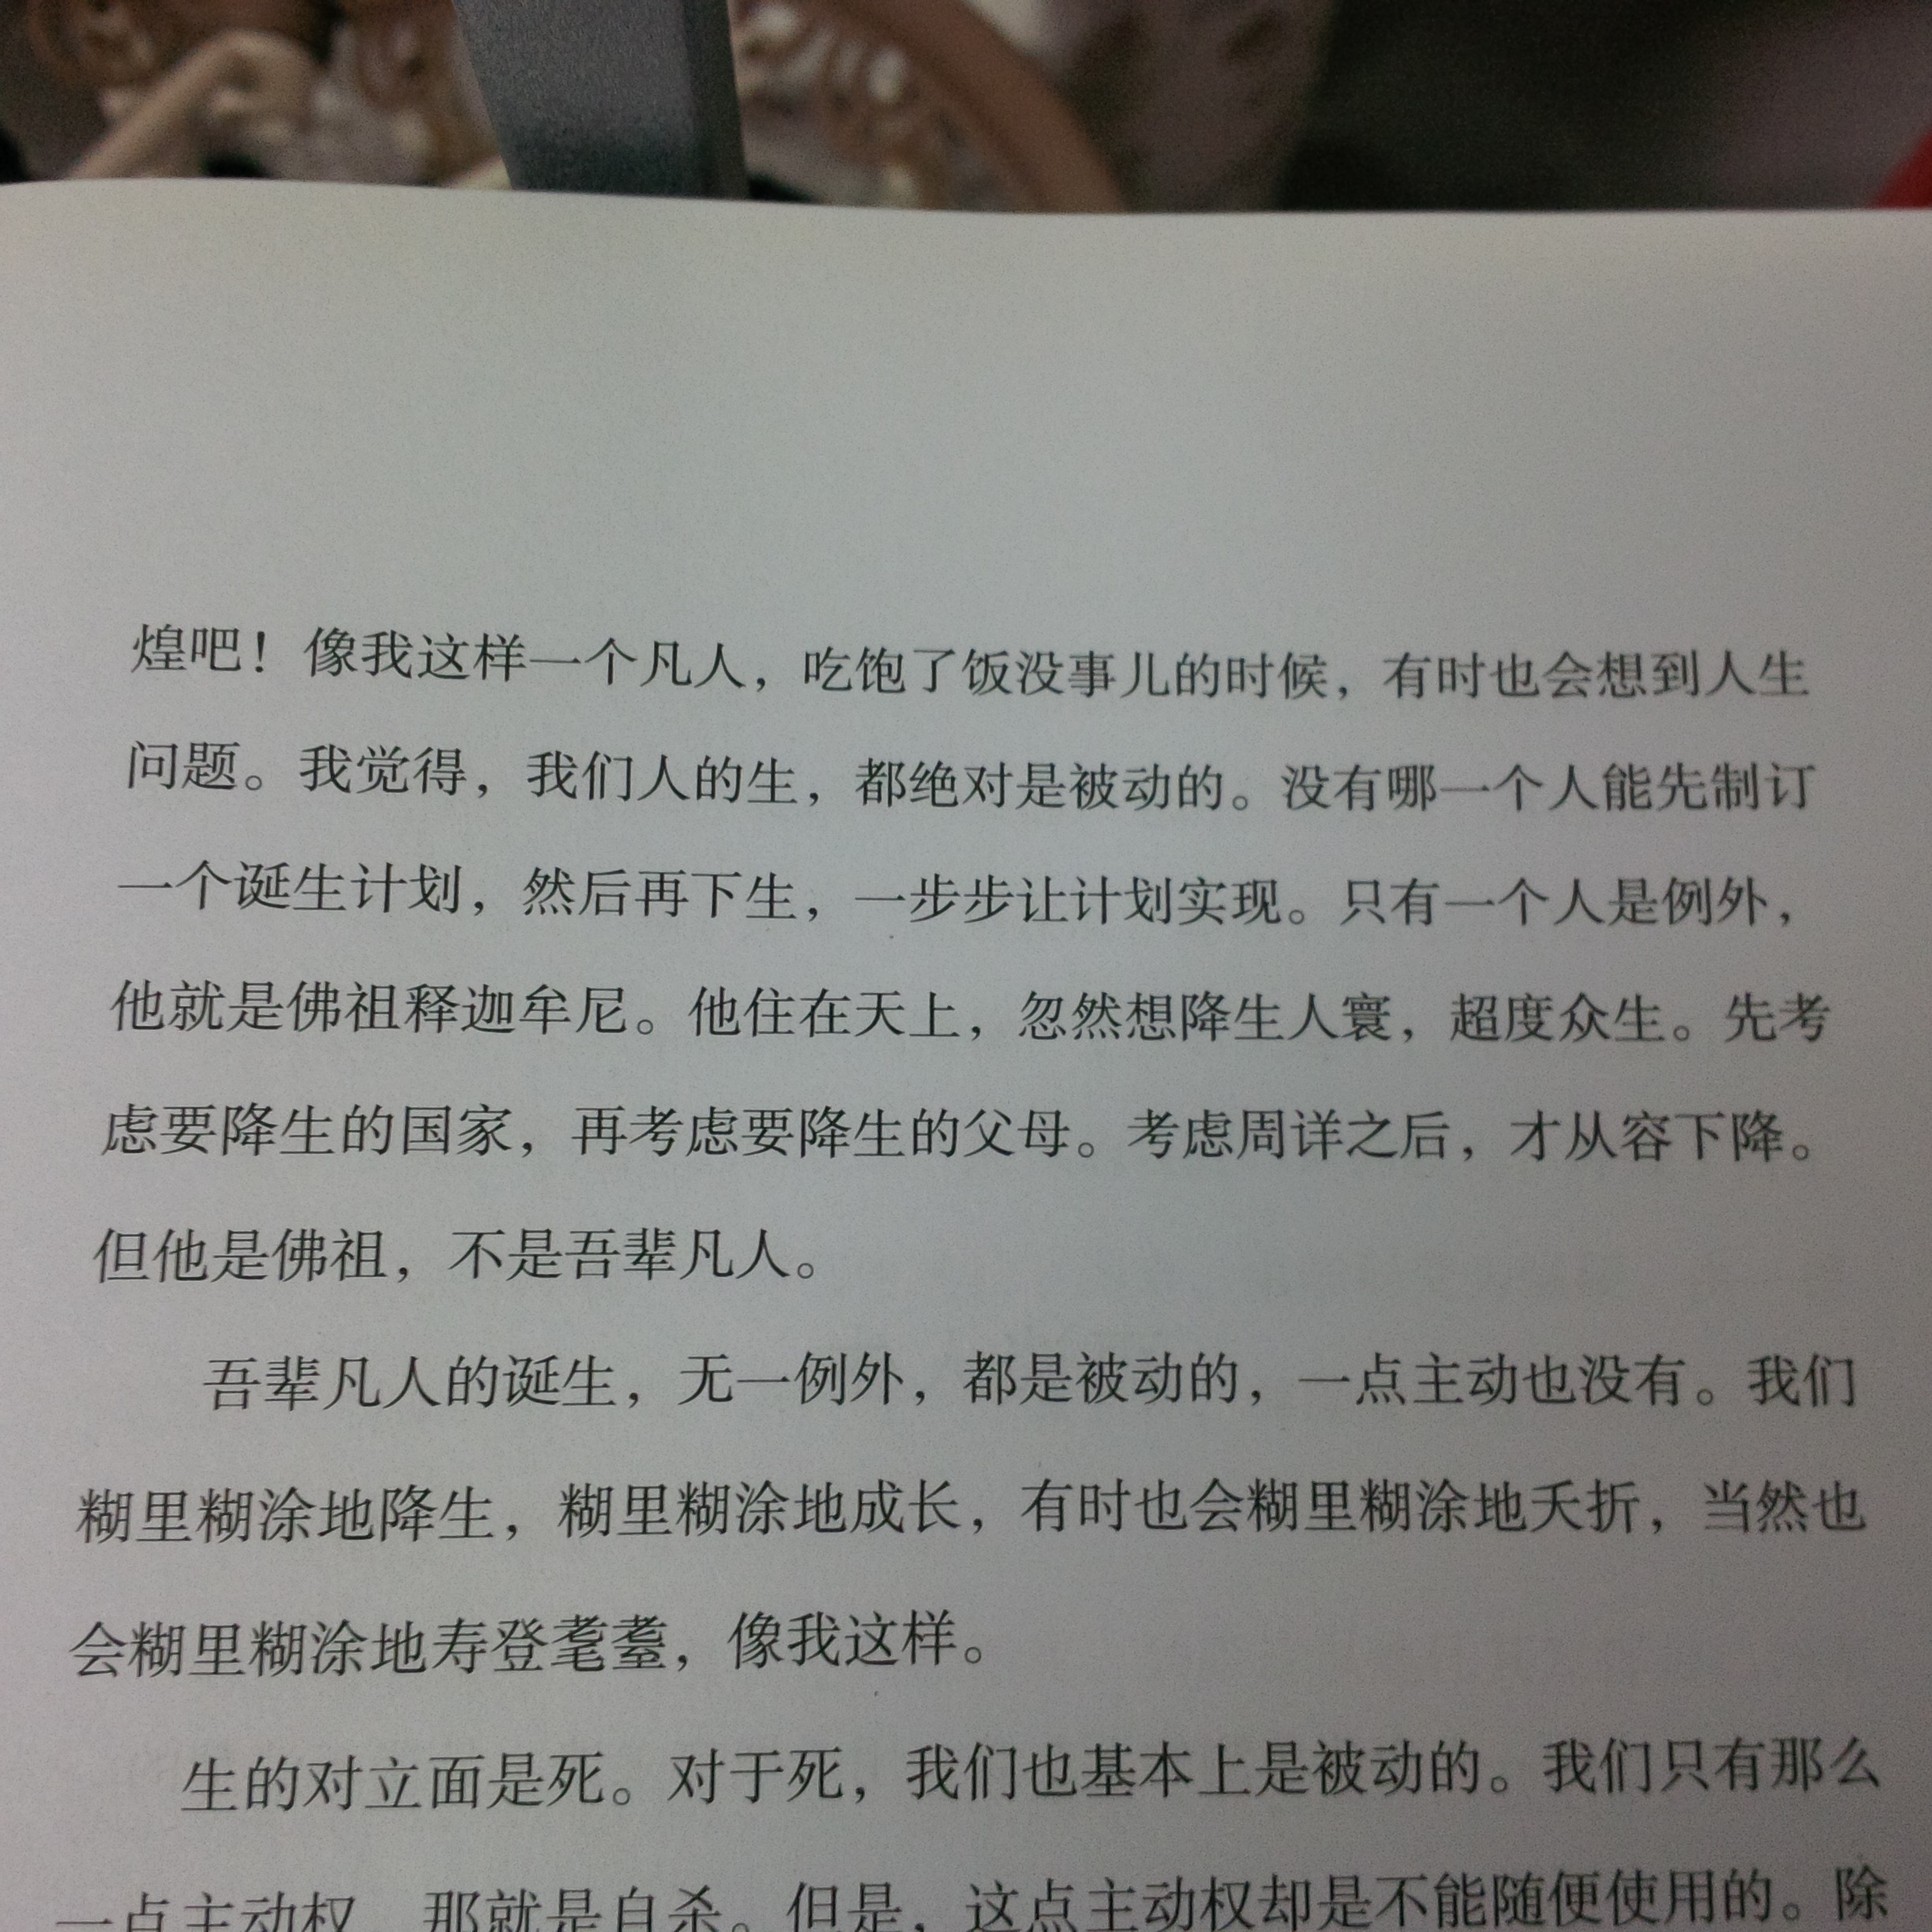 煌吧！像我这样一个凡人，吃饱了饭没事儿的时候，有时也会想到人生
问题。我觉得，我们人的生，都绝对是被动的。没有哪一个人能先制订
一个诞生计划，然后再下生，一步步让计划实现。只有一个人是例外，
他就是佛祖释迦牟尼。他住在天上，忽然想降生人寰，超度众生。先考
虑要降生的国家，再考虑要降生的父母。考虑周详之后，才从容下降。
但他是佛祖，不是吾辈凡人。
吾辈凡人的诞生，无一例外，都是被动的，一点主动也没有。我们
糊里糊涂地降生，糊里糊涂地成长，有时也会糊里糊涂地夭折，当然也
会糊里糊涂地寿登耄耋，像我这样。
生的对立面是死。对于死，我们也基本上是被动的。我们只有那么
一点主动权，那就是自杀。但是，这点主动权却是不能随便使用的。除